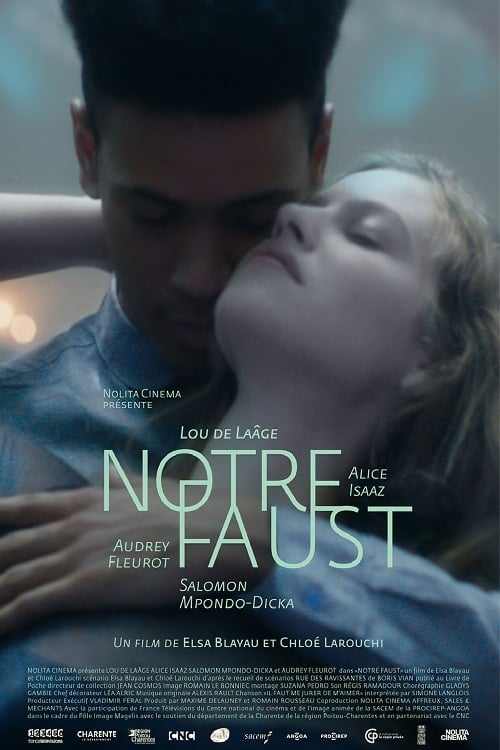 NOLITA CINEMA
PRÉSENTE
LOU DE LAÂGE
NOTRE
ALICE
ISAAZ
FAUST
AUDREY
FLEUROT
SALOMON
MPONDO-DICKA
UN FILM DE ELSA BLAYAU ET CHLOÉ LAROUCHI
NOLITA CINEMA présente LOU DE LAÂGE ALICE ISAAZ SALOMON MPONDO-DICKA et AUDREY FLEUROT dans «NOTRE FAUST» un film de Elsa Blayau
et Chloé Larouchi scénario Elsa Blayau et Chloé Larouchi d'après le recueil de scénarios RUE DES RAVISSANTES de BORIS VIAN publié au Livre de
Poche directeur de collection JEAN COSMOS Image ROMAIN LE BONNIEC montage SUZANA PEDRO Son RÉGIS RAMADOUR Chorégraphie GLADYS
GAMBIE Chef décorateur LÉA ALRIC Musique originale ALEXIS RAULT Chanson «IL FAUT ME JURER DE M'AIMER» interprétée par SIMONE LANGLOIS
Producteur Exécutif VLADIMIR FERAL Produit par MAXIME DELAUNEY et ROMAIN ROUSSEAU Coproduction NOLITA CINEMA AFFREUX, SALES &
MECHANTS Avec la participation de France Télévisions du Centre national du cinéma et de l'image animée de la SACEM de la PROCIREP-ANGOA
dans le cadre du Pôle Image Magelis avec le soutien du département de la Charente de la région Poitou-Charentes et en partenariat avec le CNC
CHARENTE
LE DÉPARTEMENT
RÉGION
Poitou
Charentes
CNC
sacem
ANGOA
PROCIREP
NOLITA
CINEMA